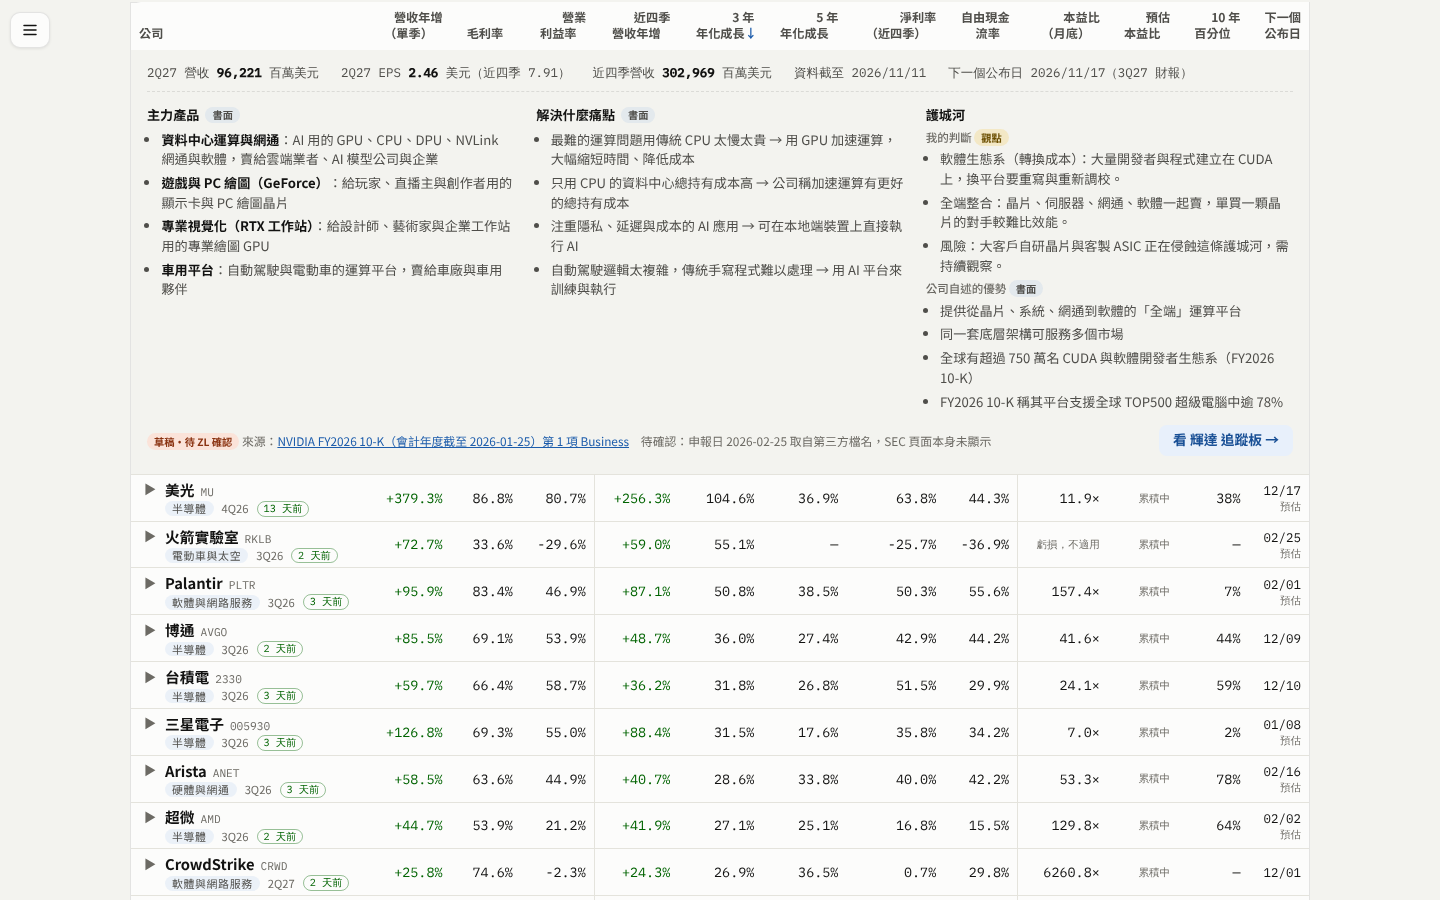 公司 營收年增（單季） 毛利率 營業利益率 近四季營收年增 3 年年化成長↓ 5 年年化成長 淨利率（近四季） 自由現金流率 本益比（月底） 預估本益比 10 年百分位 下一個公布日
2Q27 營收 96,221 百萬美元 2Q27 EPS 2.46 美元（近四季 7.91） 近四季營收 302,969 百萬美元 資料截至 2026/11/11 下一個公布日 2026/11/17（3Q27 財報）
主力產品 書面
• 資料中心運算與網通：AI 用的 GPU、CPU、DPU、NVLink
網通與軟體，賣給雲端業者、AI 模型公司與企業
• 遊戲與 PC 繪圖（GeForce）：給玩家、直播主與創作者用的
顯示卡與 PC 繪圖晶片
• 專業視覺化（RTX 工作站）：給設計師、藝術家與企業工作站
用的專業繪圖 GPU
• 車用平台：自動駕駛與電動車的運算平台，賣給車廠與車用
夥伴
解決什麼痛點 書面
• 最難的運算問題用傳統 CPU 太慢太貴 → 用 GPU 加速運算，
大幅縮短時間、降低成本
• 只用 CPU 的資料中心總持有成本高 → 公司稱加速運算有更好
的總持有成本
• 注重隱私、延遲與成本的 AI 應用 → 可在本地端裝置上直接執
行 AI
• 自動駕駛邏輯太複雜，傳統手寫程式難以處理 → 用 AI 平台來
訓練與執行
護城河
我的判斷 觀點
• 軟體生態系（轉換成本）：大量開發者與程式建立在 CUDA
上，換平台要重寫與重新調校。
• 全端整合：晶片、伺服器、網通、軟體一起賣，單買一顆晶
片的對手較難比效能。
• 風險：大客戶自研晶片與客製 ASIC 正在侵蝕這條護城河，需
持續觀察。
公司自述的優勢 書面
• 提供從晶片、系統、網通到軟體的「全端」運算平台
• 同一套底層架構可服務多個市場
• 全球有超過 750 萬名 CUDA 與軟體開發者生態系（FY2026
10-K）
• FY2026 10-K 稱其平台支援全球 TOP500 超級電腦中逾 78%
草稿・待 ZL 確認 來源：NVIDIA FY2026 10-K（會計年度截至 2026-01-25）第 1 項 Business 待確認：申報日 2026-02-25 取自第三方檔名，SEC 頁面本身未顯示 看 輝達 追蹤板 →
▶ 美光 MU +379.3% 86.8% 80.7% +256.3% 104.6% 36.9% 63.8% 44.3% 11.9× 累積中 38% 12/17
半導體 4Q26 13 天前 預估
▶ 火箭實驗室 RKLB +72.7% 33.6% -29.6% +59.0% 55.1% — -25.7% -36.9% 虧損，不適用 累積中 — 02/25
電動車與太空 3Q26 2 天前 預估
▶ Palantir PLTR +95.9% 83.4% 46.9% +87.1% 50.8% 38.5% 50.3% 55.6% 157.4× 累積中 7% 02/01
軟體與網路服務 3Q26 3 天前 預估
▶ 博通 AVGO +85.5% 69.1% 53.9% +48.7% 36.0% 27.4% 42.9% 44.2% 41.6× 累積中 44% 12/09
半導體 3Q26 2 天前
▶ 台積電 2330 +59.7% 66.4% 58.7% +36.2% 31.8% 26.8% 51.5% 29.9% 24.1× 累積中 59% 12/10
半導體 3Q26 3 天前
▶ 三星電子 005930 +126.8% 69.3% 55.0% +88.4% 31.5% 17.6% 35.8% 34.2% 7.0× 累積中 2% 01/08
半導體 3Q26 3 天前 預估
▶ Arista ANET +58.5% 63.6% 44.9% +40.7% 28.6% 33.8% 40.0% 42.2% 53.3× 累積中 78% 02/16
硬體與網通 3Q26 3 天前 預估
▶ 超微 AMD +44.7% 53.9% 21.2% +41.9% 27.1% 25.1% 16.8% 15.5% 129.8× 累積中 64% 02/02
半導體 3Q26 2 天前 預估
▶ CrowdStrike CRWD +25.8% 74.6% -2.3% +24.3% 26.9% 36.5% 0.7% 29.8% 6260.8× 累積中 — 12/01
軟體與網路服務 2Q27 2 天前